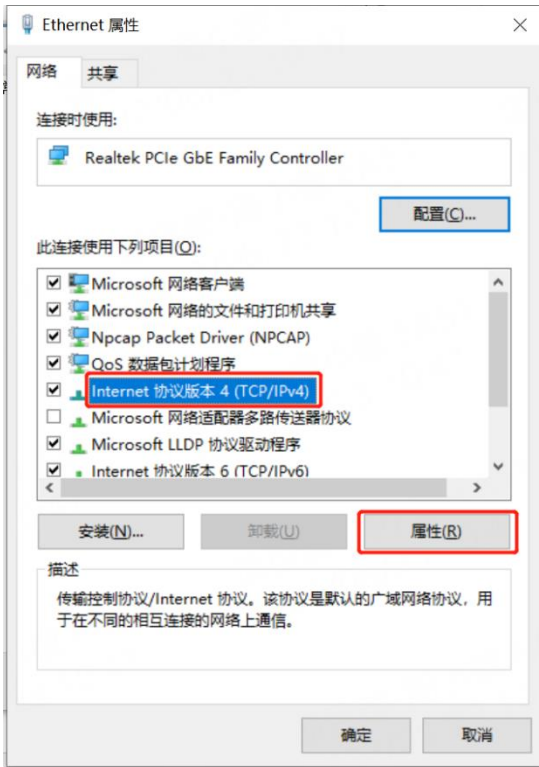 Ethernet 属性
网络
共享
连接时使用:
Realtek PCIe GbE Family Controller
配置(C)...
此连接使用下列项目(O):
Microsoft 网络客户端
Microsoft 网络的文件和打印机共享
Npcap Packet Driver (NPCAP)
QoS 数据包计划程序
Internet 协议版本 4 (TCP/IPv4)
Microsoft 网络适配器多路传送器协议
Microsoft LLDP 协议驱动程序
Internet 协议版本 6 (TCP/IPv6)
安装(N)...
卸载(U)
属性(R)
描述
传输控制协议/Internet 协议。该协议是默认的广域网络协议，用
于在不同的相互连接的网络上通信。
确定
取消